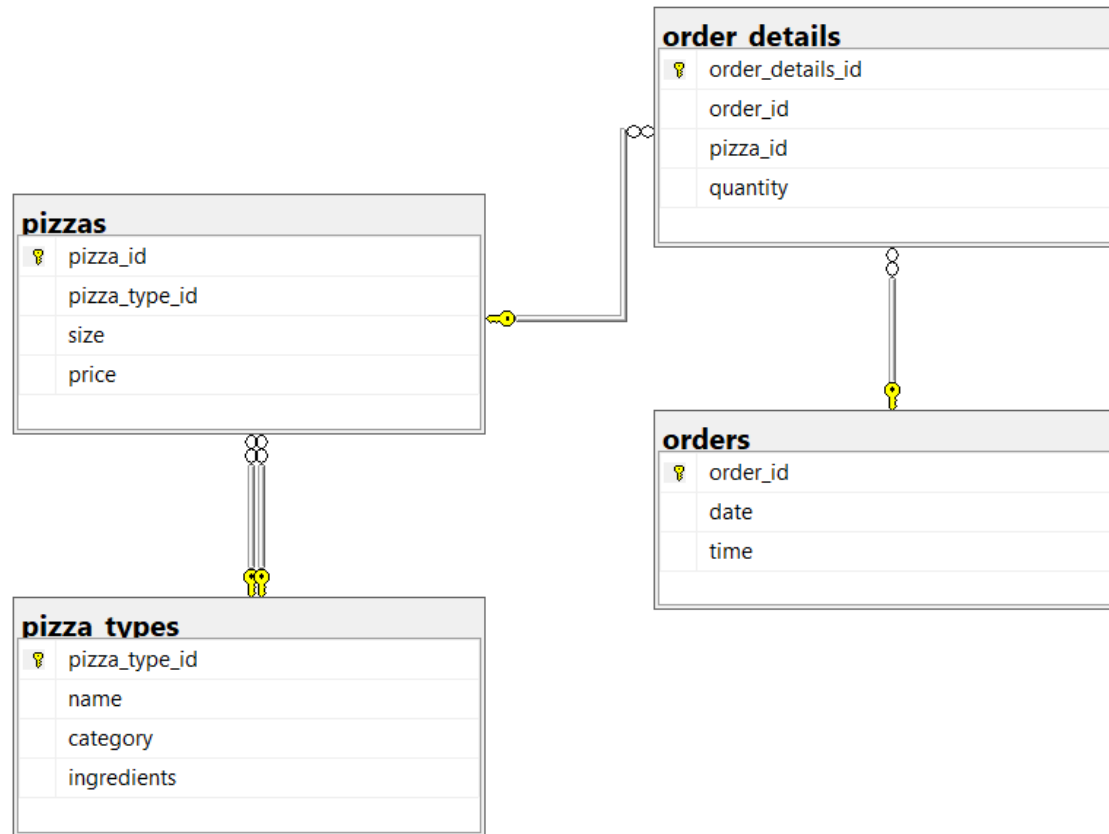 order_details
order_details_id
order_id
pizza_id
quantity
pizzas
pizza_id
pizza_type_id
size
price
orders
order_id
date
time
pizza_types
pizza_type_id
name
category
ingredients